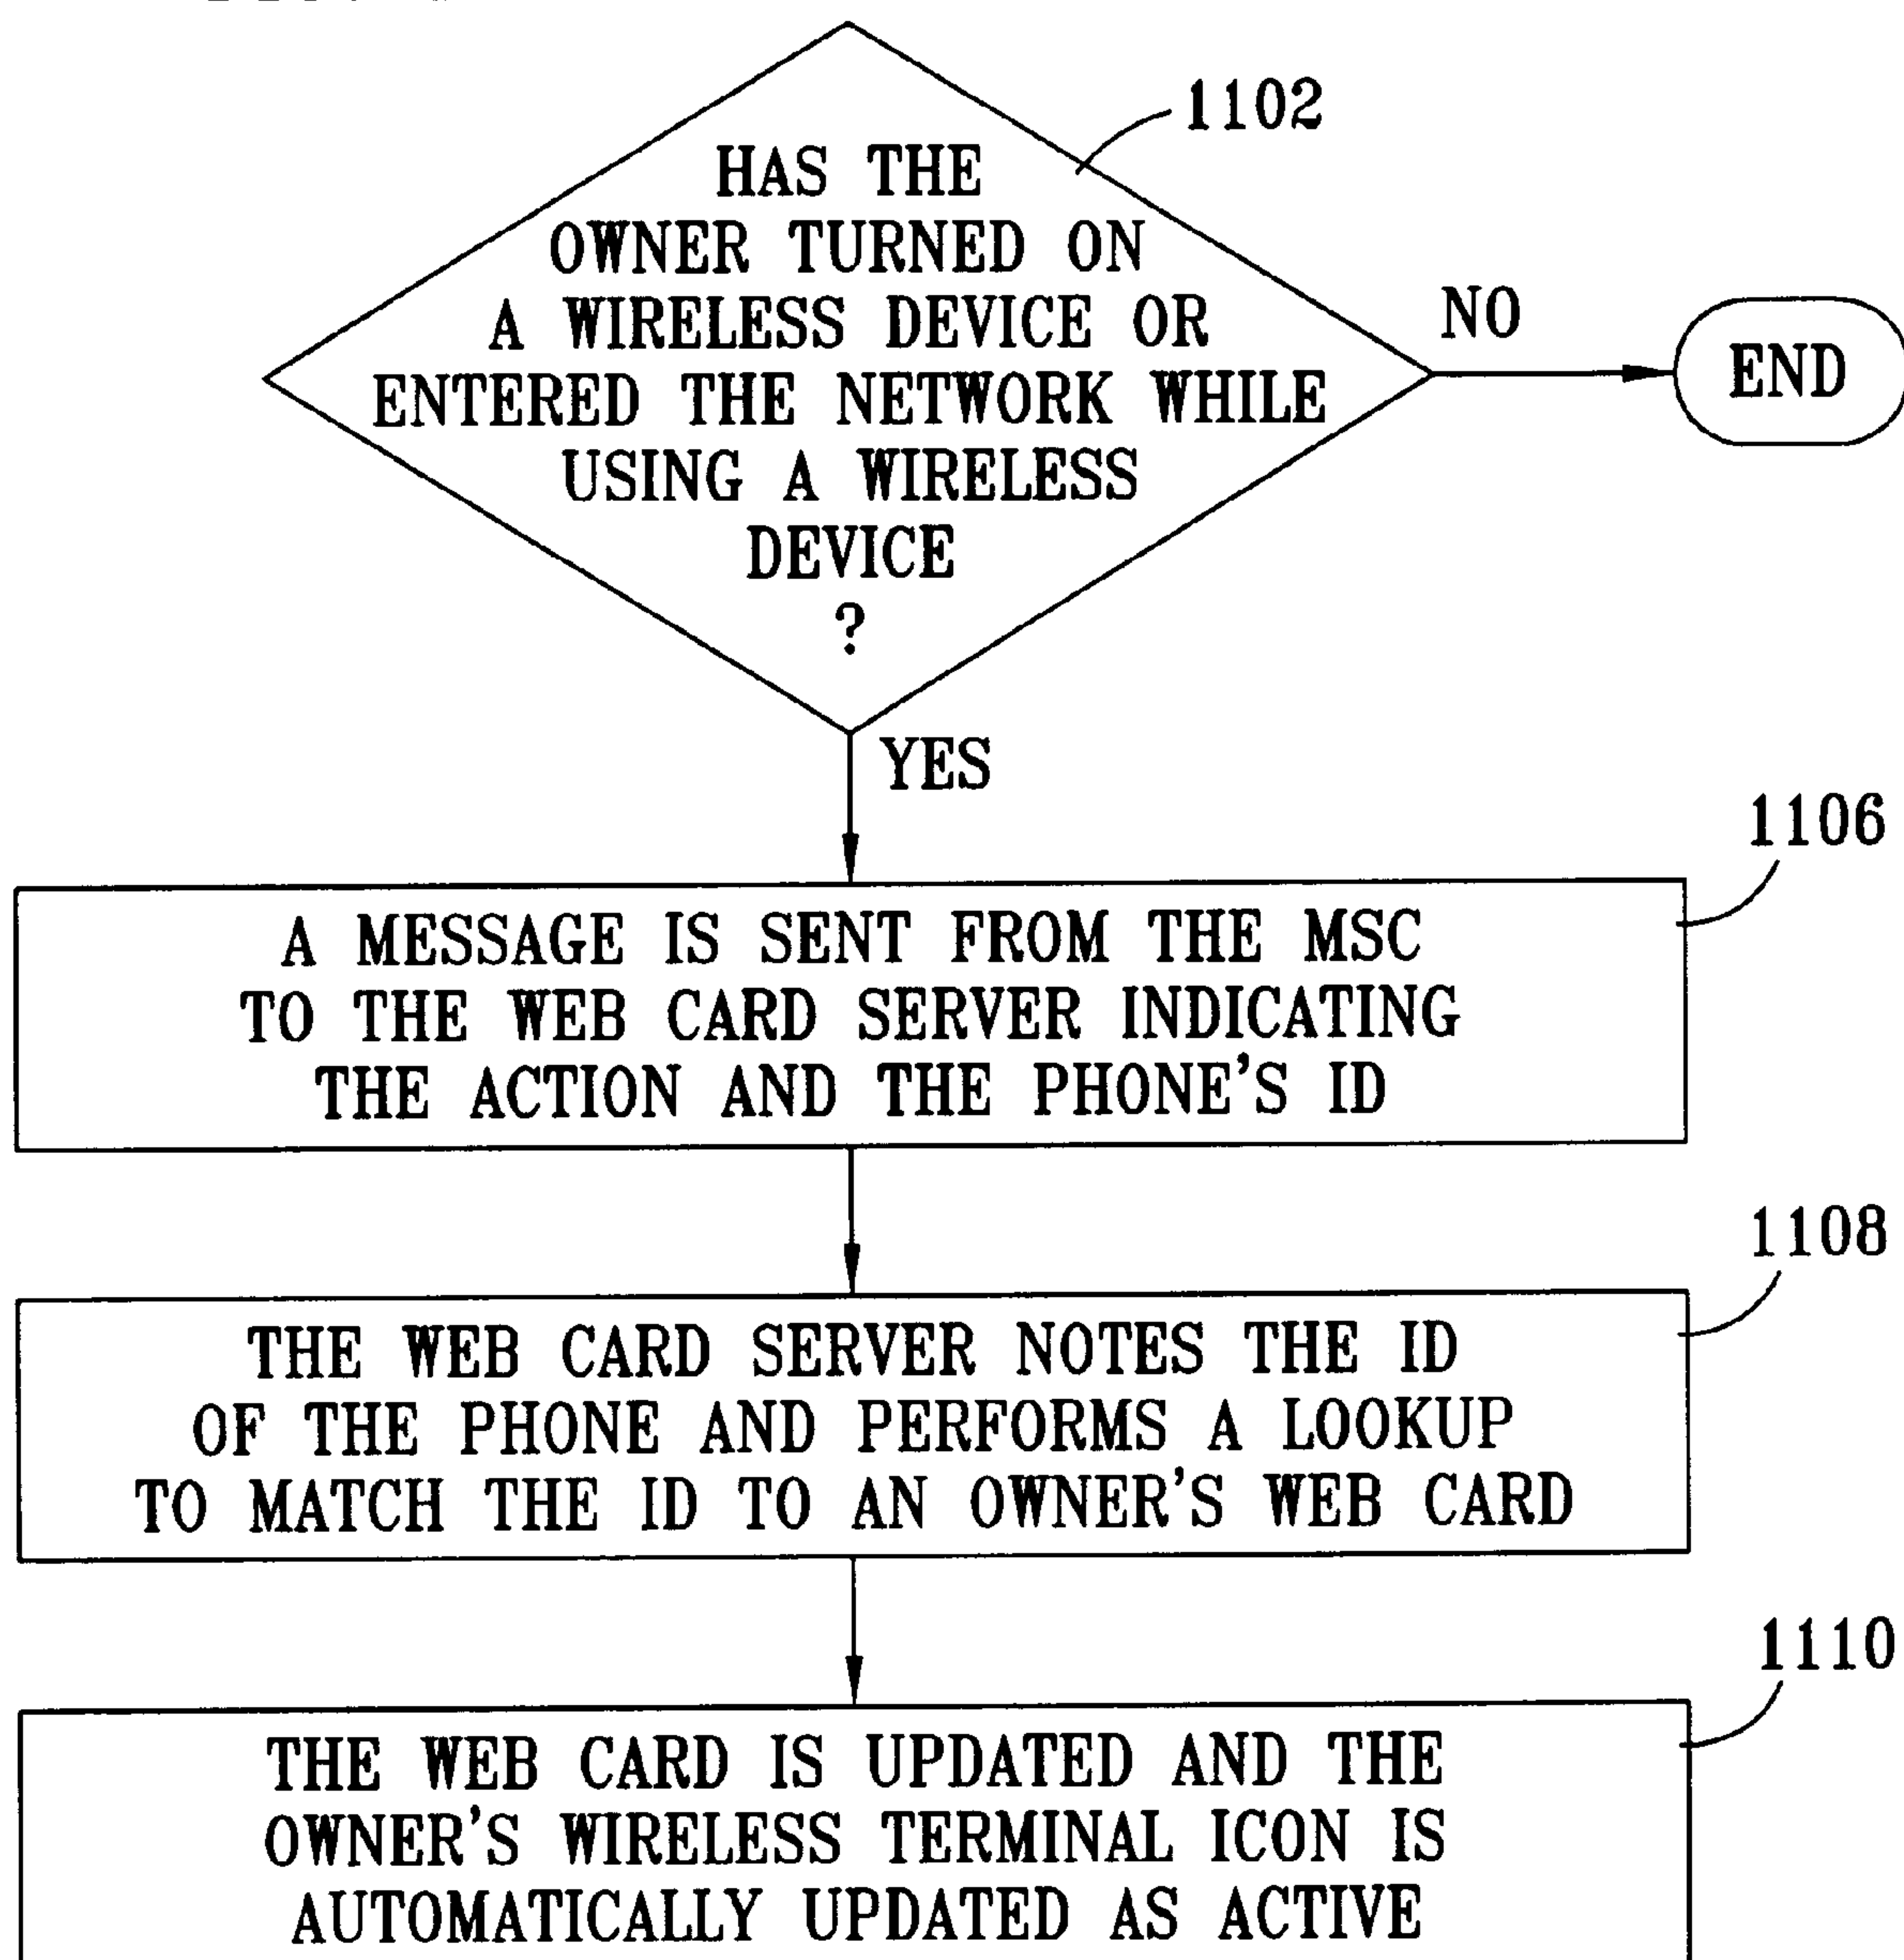 1102
HAS THE
OWNER TURNED ON
A WIRELESS DEVICE OR
ENTERED THE NETWORK WHILE
USING A WIRELESS
DEVICE
?
NO
END
YES
1106
A MESSAGE IS SENT FROM THE MSC
TO THE WEB CARD SERVER INDICATING
THE ACTION AND THE PHONE'S ID
1108
THE WEB CARD SERVER NOTES THE ID
OF THE PHONE AND PERFORMS A LOOKUP
TO MATCH THE ID TO AN OWNER'S WEB CARD
1110
THE WEB CARD IS UPDATED AND THE
OWNER'S WIRELESS TERMINAL ICON IS
AUTOMATICALLY UPDATED AS ACTIVE